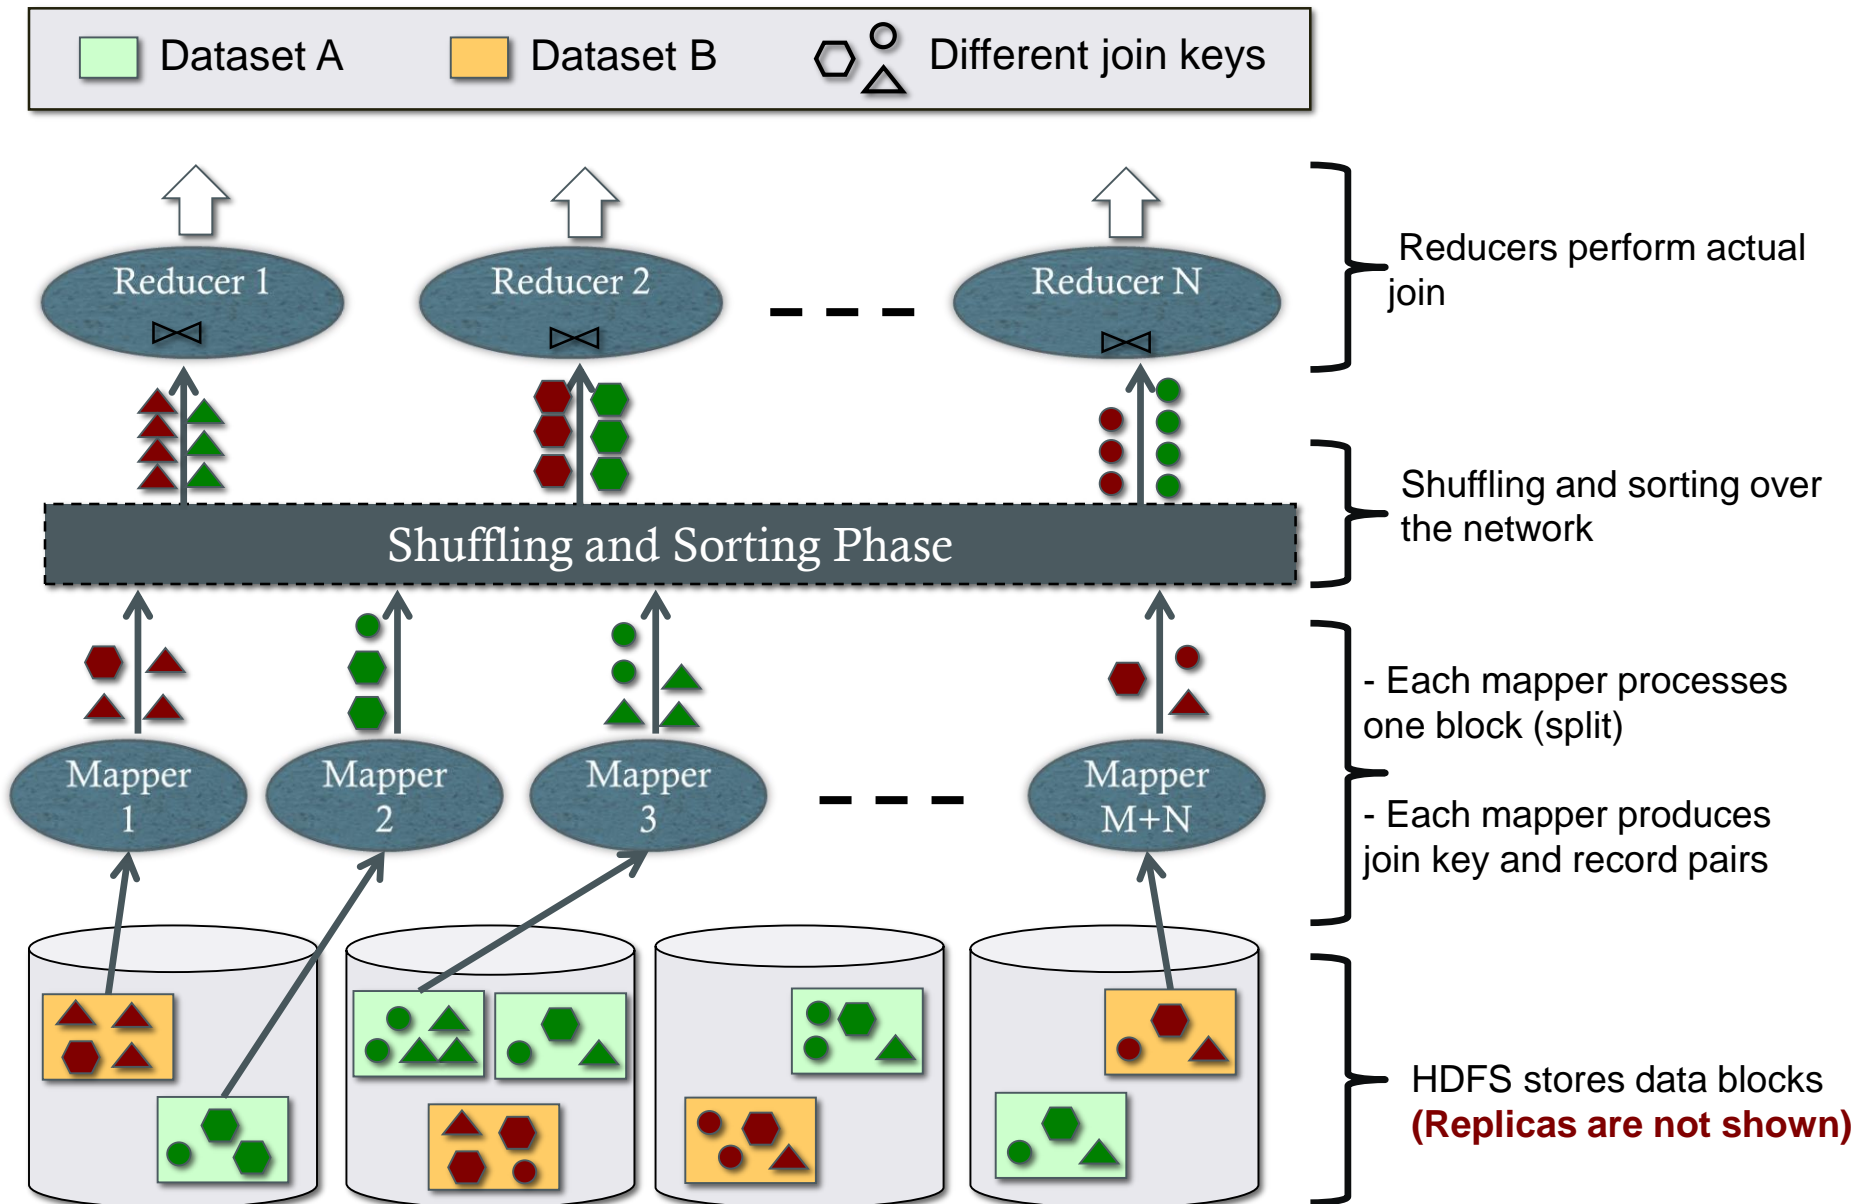 Dataset A
Dataset B
Different join keys
Reducer 1
Reducer 2
Reducer N
Reducers perform actual
join
Shuffling and Sorting Phase
Shuffling and sorting over
the network
Mapper
1
Mapper
2
Mapper
3
Mapper
M+N
- Each mapper processes
one block (split)
- Each mapper produces
join key and record pairs
HDFS stores data blocks
(Replicas are not shown)